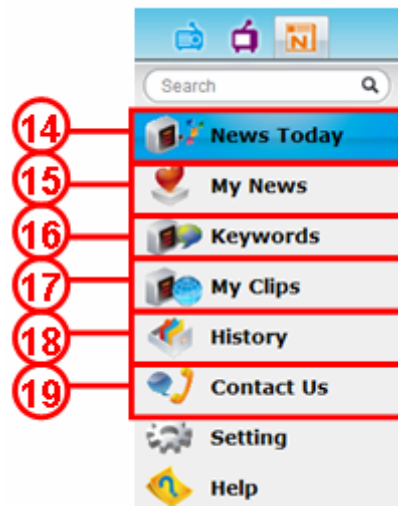 N
Search
14 News Today
15 My News
16 Keywords
17 My Clips
18 History
19 Contact Us
Setting
Help